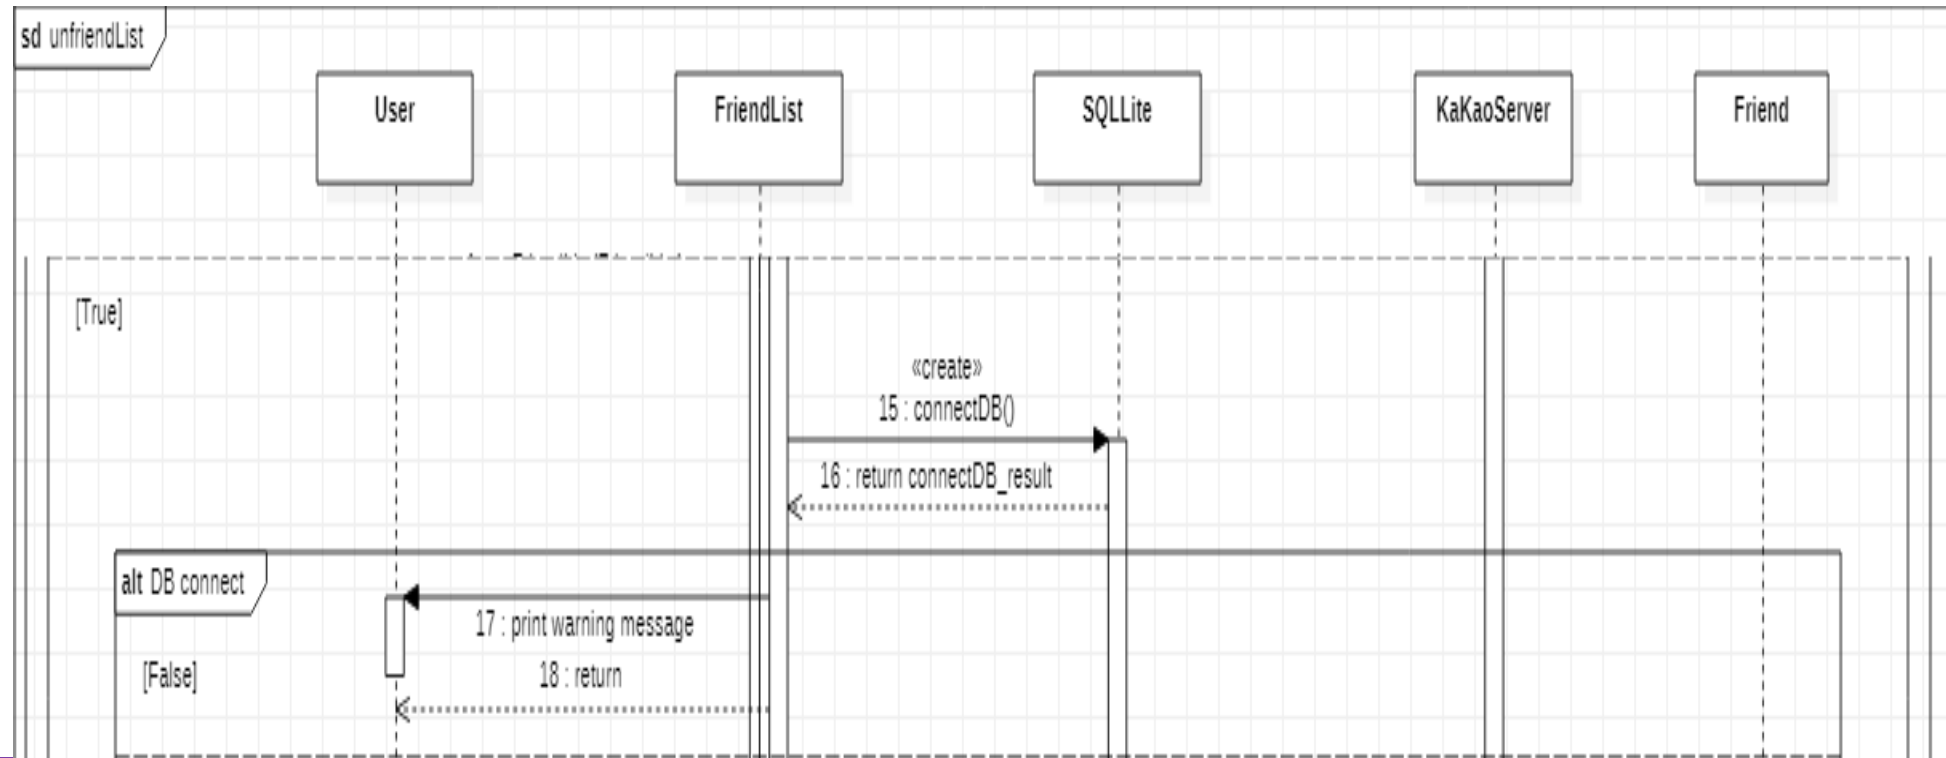 sd unfriendList
User
FriendList
SQLLite
KaKaoServer
Friend
[True]
«create»
15 : connectDB()
16 : return connectDB_result
alt DB connect
17 : print warning message
[False]
18 : return